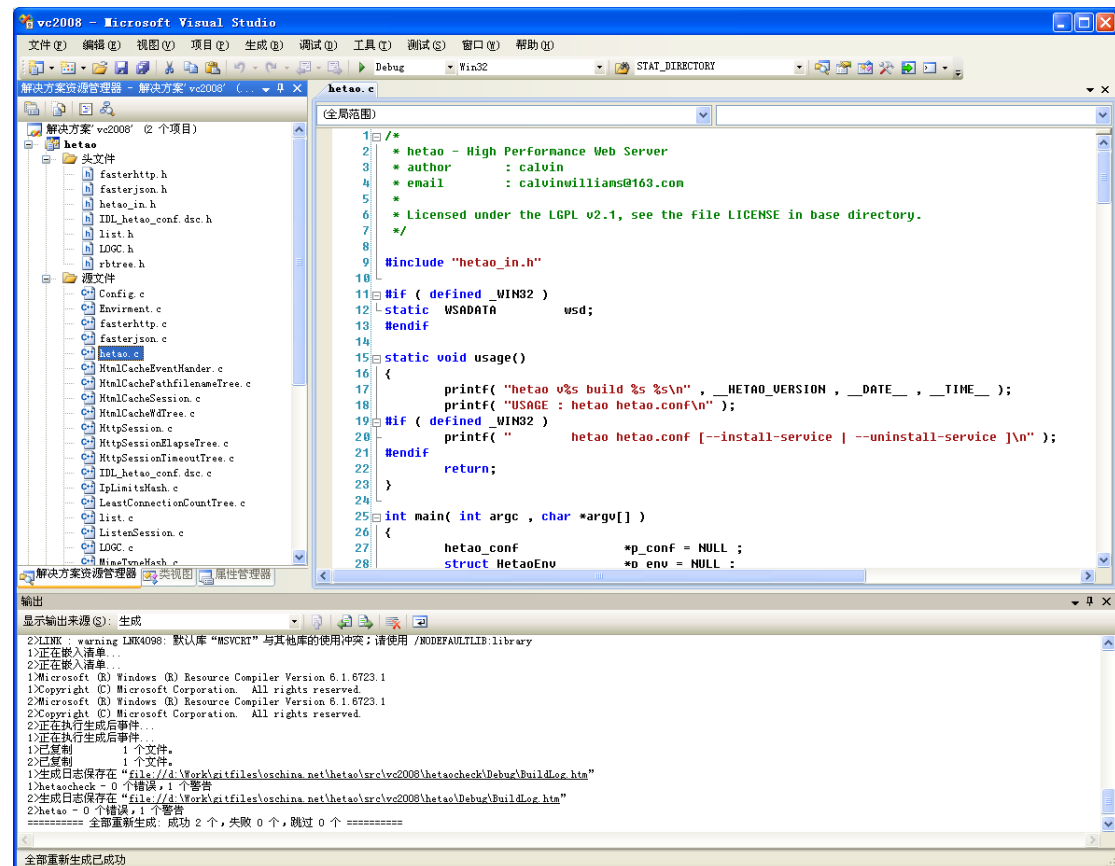 vc2008 - Microsoft Visual Studio
文件(F) 编辑(E) 视图(V) 项目(P) 生成(B) 调试(D) 工具(T) 测试(S) 窗口(W) 帮助(H)
Debug Win32 STAT_DIRECTORY
解决方案资源管理器 - 解决方案'vc2008' (...
解决方案'vc2008' (2 个项目)
hetao
头文件
fasterhttp.h
fasterjson.h
hetao_in.h
IDL_hetao_conf.dsc.h
list.h
LOGC.h
rbtree.h
源文件
Config.c
Envirment.c
fasterhttp.c
fasterjson.c
hetao.c
HtmlCacheEventHander.c
HtmlCachePathfilenameTree.c
HtmlCacheSession.c
HtmlCacheWdTree.c
HttpSession.c
HttpSessionElapseTree.c
HttpSessionTimeoutTree.c
IDL_hetao_conf.dsc.c
IpLimitsHash.c
LeastConnectionCountTree.c
list.c
ListenSession.c
LOGC.c
MimeTypeHash.c
解决方案资源管理器 类视图 属性管理器
hetao.c
(全局范围)
1 /*
2 * hetao - High Performance Web Server
3 * author : calvin
4 * email : calvinwilliams@163.com
5 *
6 * Licensed under the LGPL v2.1, see the file LICENSE in base directory.
7 */
8
9 #include "hetao_in.h"
10
11 #if ( defined _WIN32 )
12 static WSADATA wsd;
13 #endif
14
15 static void usage()
16 {
17 printf( "hetao v%s build %s %s\n" , __HETAO_VERSION , __DATE__ , __TIME__ );
18 printf( "USAGE : hetao hetao.conf\n" );
19 #if ( defined _WIN32 )
20 printf( " hetao hetao.conf [--install-service | --uninstall-service ]\n" );
21 #endif
22 return;
23 }
24
25 int main( int argc , char *argv[] )
26 {
27 hetao_conf *p_conf = NULL ;
28 struct HetaoEnv *p_env = NULL ;
输出
显示输出来源(S): 生成
2>LINK : warning LNK4098: 默认库“MSVCRT”与其他库的使用冲突；请使用 /NODEFAULTLIB:library
1>正在嵌入清单...
2>正在嵌入清单...
1>Microsoft (R) Windows (R) Resource Compiler Version 6.1.6723.1
1>Copyright (C) Microsoft Corporation. All rights reserved.
2>Microsoft (R) Windows (R) Resource Compiler Version 6.1.6723.1
2>Copyright (C) Microsoft Corporation. All rights reserved.
2>正在执行生成后事件...
1>正在执行生成后事件...
1>已复制 1 个文件。
2>已复制 1 个文件。
1>生成日志保存在“file://d:\Work\gitfiles\oschina.net\hetao\src\vc2008\hetaocheck\Debug\BuildLog.htm”
1>hetaocheck - 0 个错误，1 个警告
2>生成日志保存在“file://d:\Work\gitfiles\oschina.net\hetao\src\vc2008\hetao\Debug\BuildLog.htm”
2>hetao - 0 个错误，1 个警告
========== 全部重新生成: 成功 2 个，失败 0 个，跳过 0 个 ==========
全部重新生成已成功